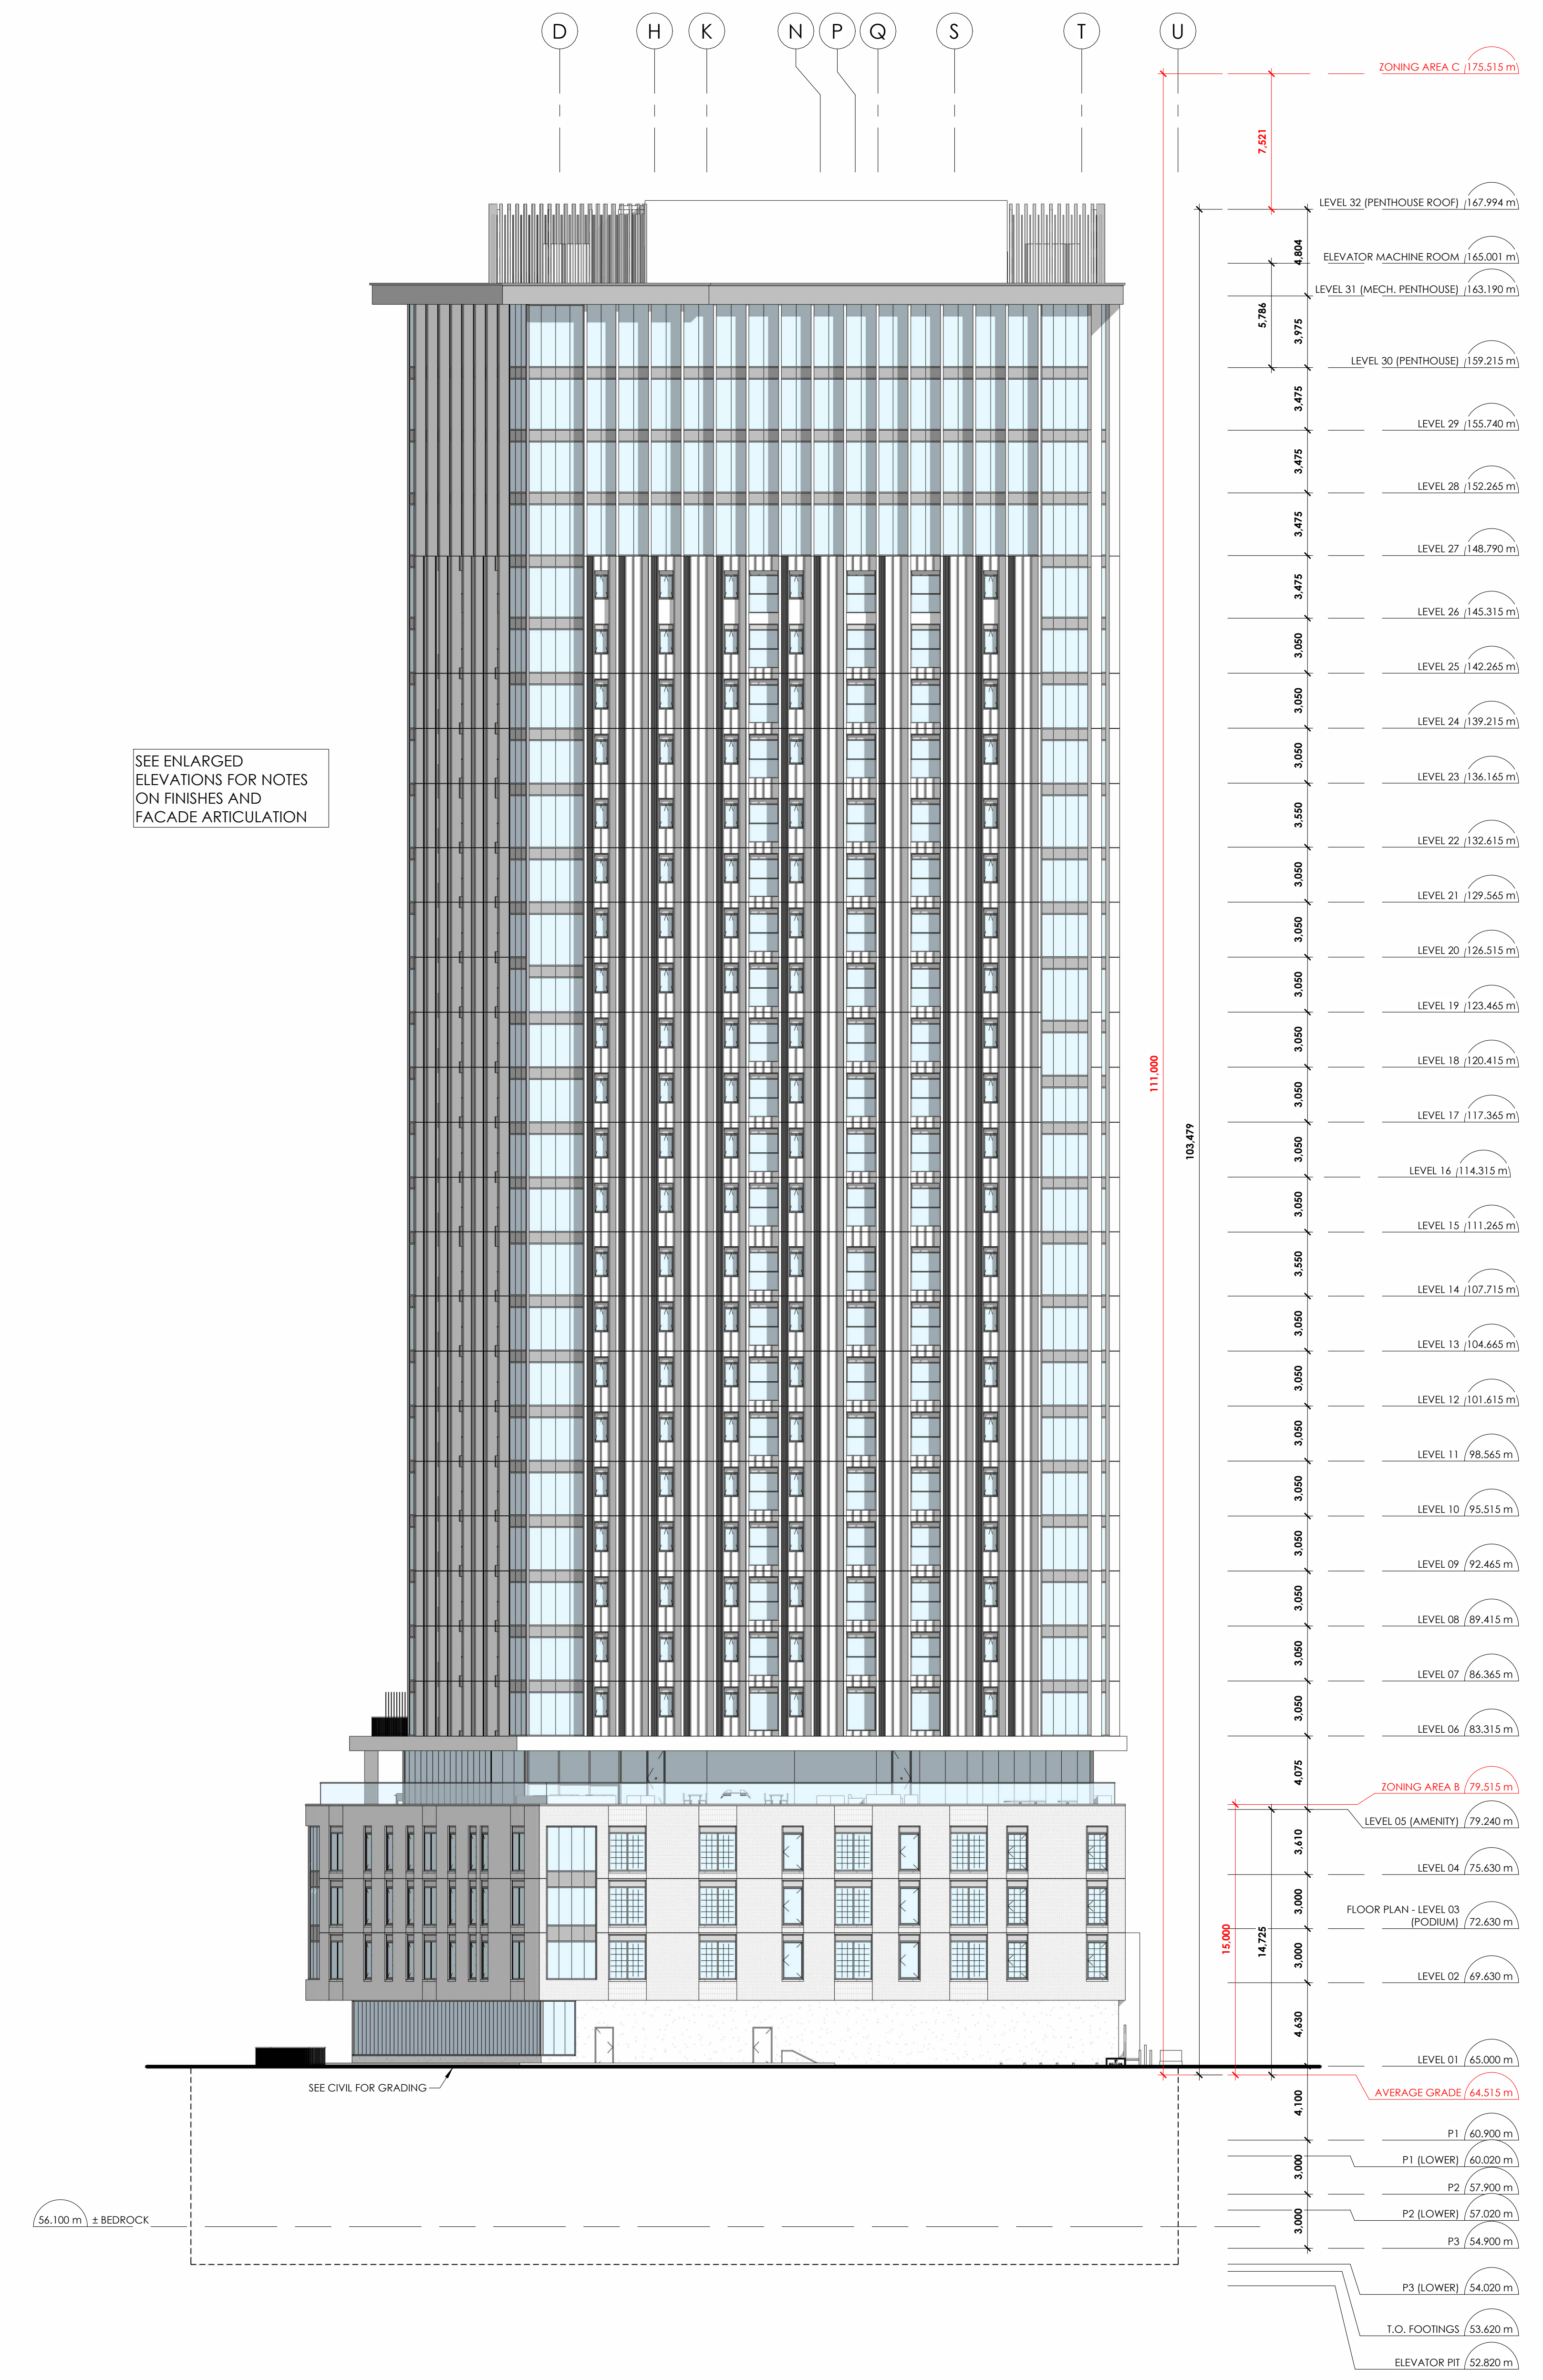 D H K N P Q S T U
ZONING AREA C 175.515 m
7,521
LEVEL 32 (PENTHOUSE ROOF) 167.994 m
4,804
ELEVATOR MACHINE ROOM 165.001 m
LEVEL 31 (MECH. PENTHOUSE) 163.190 m
5,786
3,975
LEVEL 30 (PENTHOUSE) 159.215 m
3,475
LEVEL 29 155.740 m
3,475
LEVEL 28 152.265 m
3,475
LEVEL 27 148.790 m
3,475
LEVEL 26 145.315 m
3,050
LEVEL 25 142.265 m
3,050
LEVEL 24 139.215 m
3,050
SEE ENLARGED
ELEVATIONS FOR NOTES
ON FINISHES AND
FACADE ARTICULATION
LEVEL 23 136.165 m
3,550
LEVEL 22 132.615 m
3,050
LEVEL 21 129.565 m
3,050
LEVEL 20 126.515 m
3,050
LEVEL 19 123.465 m
3,050
LEVEL 18 120.415 m
111,000
3,050
LEVEL 17 117.365 m
103,479
3,050
LEVEL 16 114.315 m
3,050
LEVEL 15 111.265 m
3,550
LEVEL 14 107.715 m
3,050
LEVEL 13 104.665 m
3,050
LEVEL 12 101.615 m
3,050
LEVEL 11 98.565 m
3,050
LEVEL 10 95.515 m
3,050
LEVEL 09 92.465 m
3,050
LEVEL 08 89.415 m
3,050
LEVEL 07 86.365 m
3,050
LEVEL 06 83.315 m
4,075
ZONING AREA B 79.515 m
LEVEL 05 (AMENITY) 79.240 m
3,610
LEVEL 04 75.630 m
3,000
FLOOR PLAN - LEVEL 03
(PODIUM) 72.630 m
15,000
14,725
3,000
LEVEL 02 69.630 m
4,630
LEVEL 01 65.000 m
SEE CIVIL FOR GRADING
AVERAGE GRADE 64.515 m
4,100
P1 60.900 m
P1 (LOWER) 60.020 m
3,000
P2 57.900 m
P2 (LOWER) 57.020 m
56.100 m ± BEDROCK
3,000
P3 54.900 m
P3 (LOWER) 54.020 m
T.O. FOOTINGS 53.620 m
ELEVATOR PIT 52.820 m